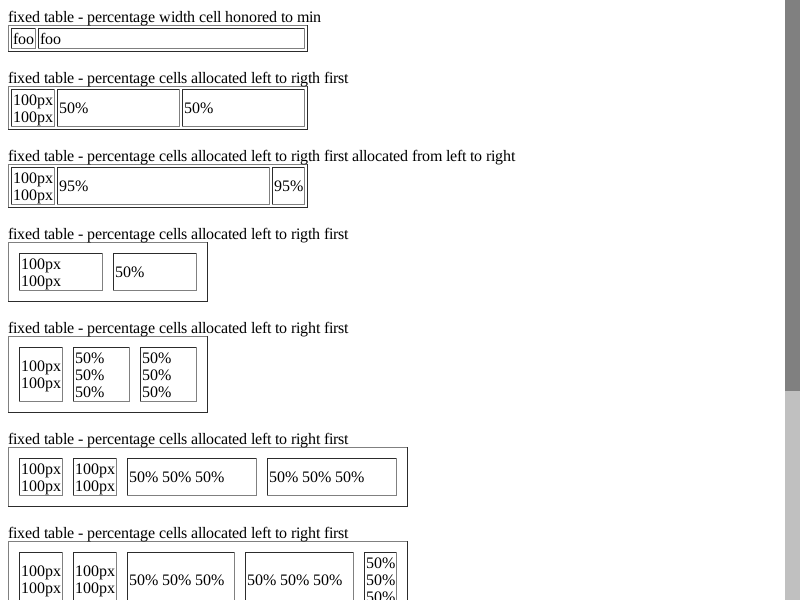 fixed table - percentage width cell honored to min
foo foo
fixed table - percentage cells allocated left to rigth first
100px 50% 50%
100px
fixed table - percentage cells allocated left to rigth first allocated from left to right
100px 95% 95%
100px
fixed table - percentage cells allocated left to rigth first
100px 50%
100px
fixed table - percentage cells allocated left to right first
100px 50% 50%
100px 50% 50%
50% 50%
fixed table - percentage cells allocated left to right first
100px 100px 50% 50% 50% 50% 50% 50%
100px 100px
fixed table - percentage cells allocated left to right first
100px 100px 50% 50% 50% 50% 50% 50% 50%
100px 100px 50%
50%